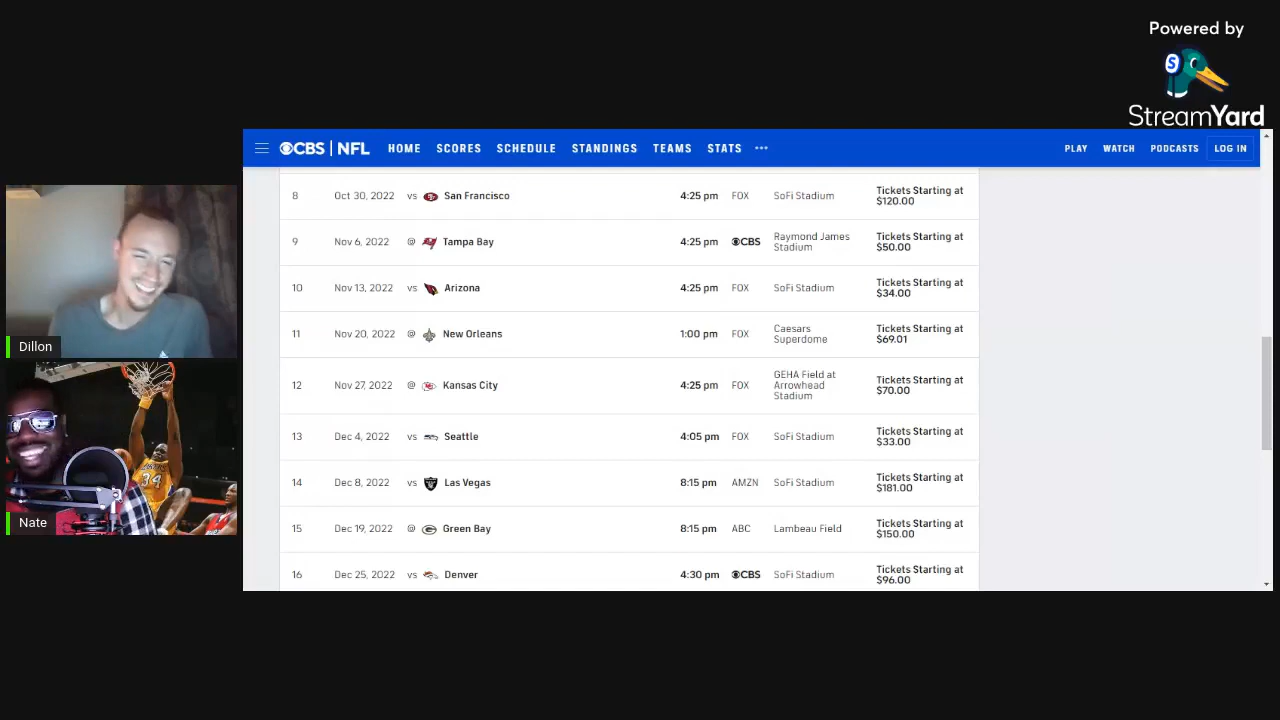 Powered by
StreamYard
CBS NFL HOME SCORES SCHEDULE STANDINGS TEAMS STATS ••• PLAY WATCH PODCASTS LOG IN
8 Oct 30, 2022 vs San Francisco 4:25 pm FOX SoFi Stadium Tickets Starting at
$120.00
9 Nov 6, 2022 @ Tampa Bay 4:25 pm CBS Raymond James Tickets Starting at
Stadium $50.00
10 Nov 13, 2022 vs Arizona 4:25 pm FOX SoFi Stadium Tickets Starting at
$34.00
11 Nov 20, 2022 @ New Orleans 1:00 pm FOX Caesars Tickets Starting at
Superdome $69.01
12 Nov 27, 2022 @ Kansas City 4:25 pm FOX GEHA Field at Tickets Starting at
Arrowhead $70.00
Stadium
13 Dec 4, 2022 vs Seattle 4:05 pm FOX SoFi Stadium Tickets Starting at
$33.00
14 Dec 8, 2022 vs Las Vegas 8:15 pm AMZN SoFi Stadium Tickets Starting at
$181.00
15 Dec 19, 2022 @ Green Bay 8:15 pm ABC Lambeau Field Tickets Starting at
$150.00
16 Dec 25, 2022 vs Denver 4:30 pm CBS SoFi Stadium Tickets Starting at
$96.00
Dillon
34
Nate